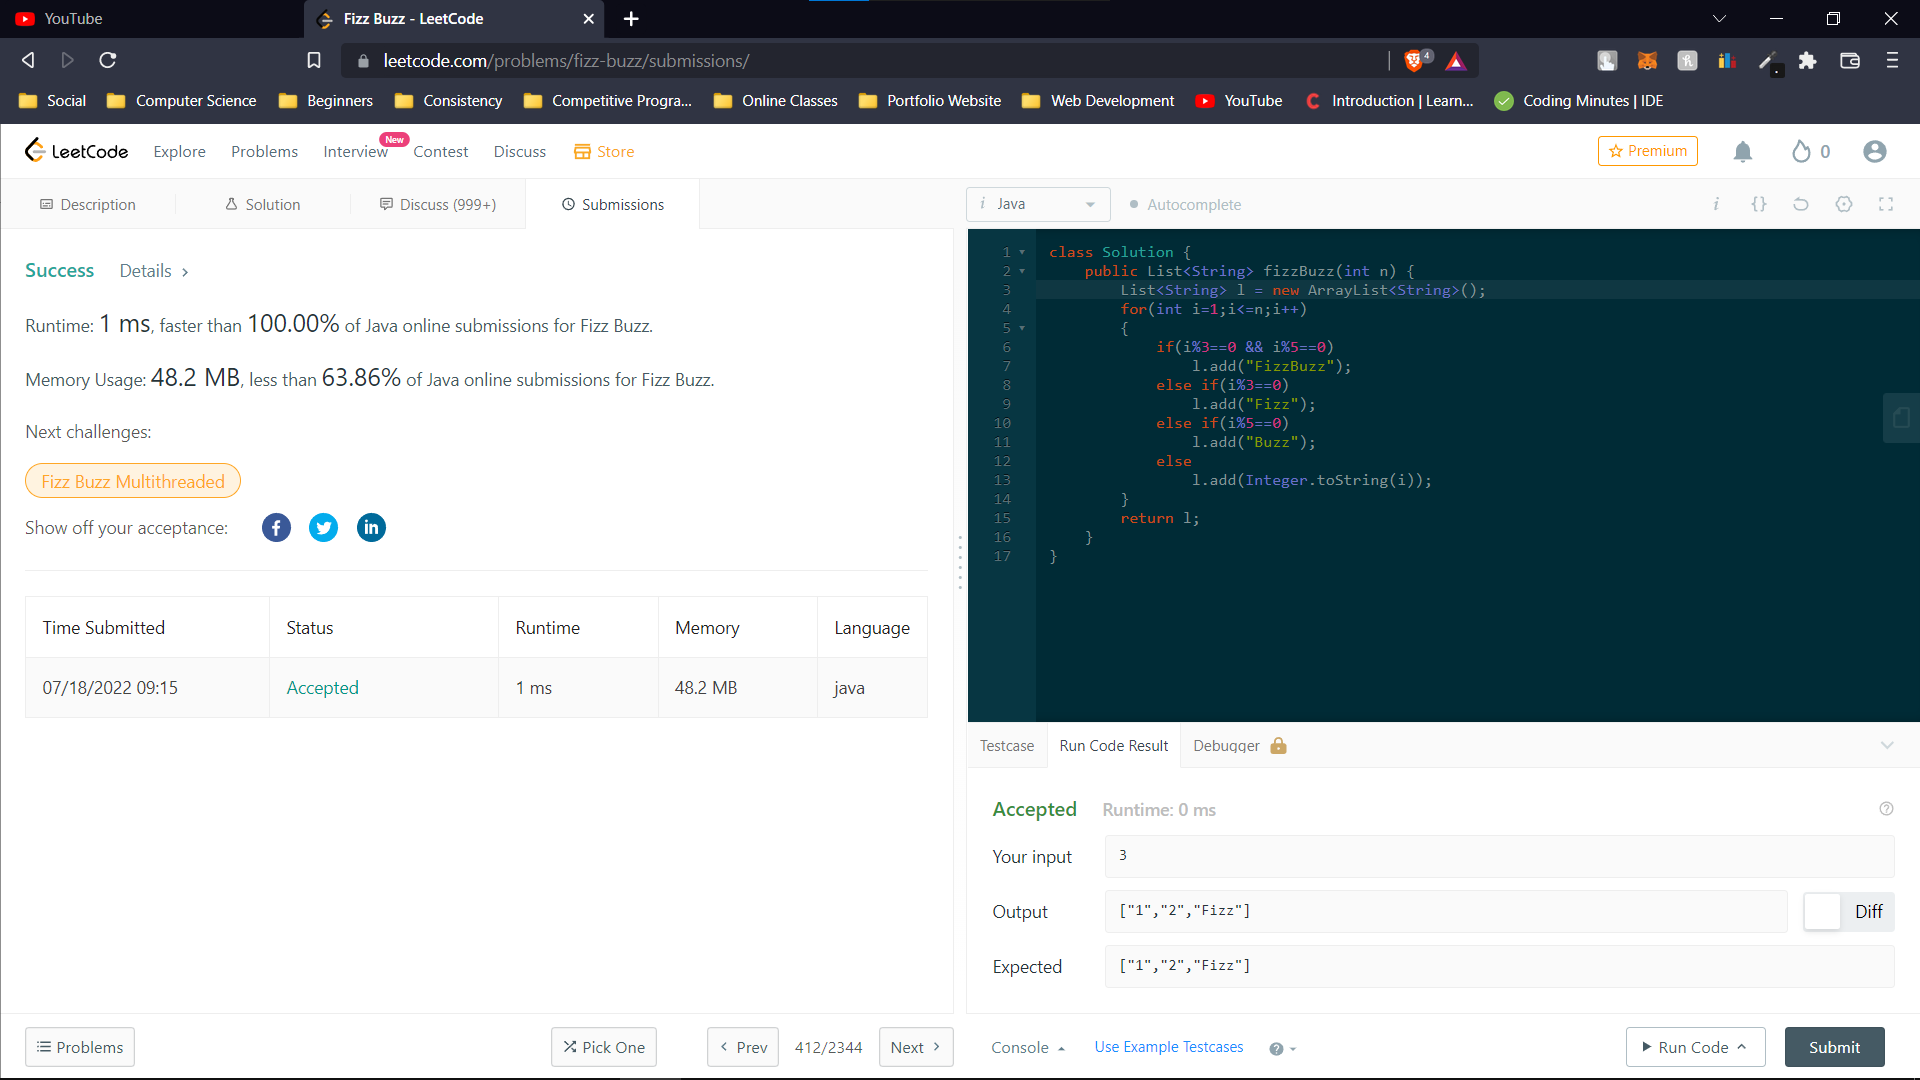 YouTube
Fizz Buzz - LeetCode
leetcode.com/problems/fizz-buzz/submissions/
4
Social
Computer Science
Beginners
Consistency
Competitive Progra...
Online Classes
Portfolio Website
Web Development
YouTube
Introduction | Learn...
Coding Minutes | IDE
LeetCode
Explore
Problems
Interview
New
Contest
Discuss
Store
Premium
0
Description
Solution
Discuss (999+)
Submissions
i Java
Autocomplete
i
{}
Success
Details >
Runtime: 1 ms, faster than 100.00% of Java online submissions for Fizz Buzz.
Memory Usage: 48.2 MB, less than 63.86% of Java online submissions for Fizz Buzz.
Next challenges:
Fizz Buzz Multithreaded
Show off your acceptance:
Time Submitted Status Runtime Memory Language
07/18/2022 09:15 Accepted 1 ms 48.2 MB java
1 class Solution {
2 public List<String> fizzBuzz(int n) {
3 List<String> l = new ArrayList<String>();
4 for(int i=1;i<=n;i++)
5 {
6 if(i%3==0 && i%5==0)
7 l.add("FizzBuzz");
8 else if(i%3==0)
9 l.add("Fizz");
10 else if(i%5==0)
11 l.add("Buzz");
12 else
13 l.add(Integer.toString(i));
14 }
15 return l;
16 }
17 }
Testcase
Run Code Result
Debugger
Accepted
Runtime: 0 ms
Your input
3
Output
["1","2","Fizz"]
Diff
Expected
["1","2","Fizz"]
Problems
Pick One
< Prev
412/2344
Next >
Console
Use Example Testcases
Run Code
Submit